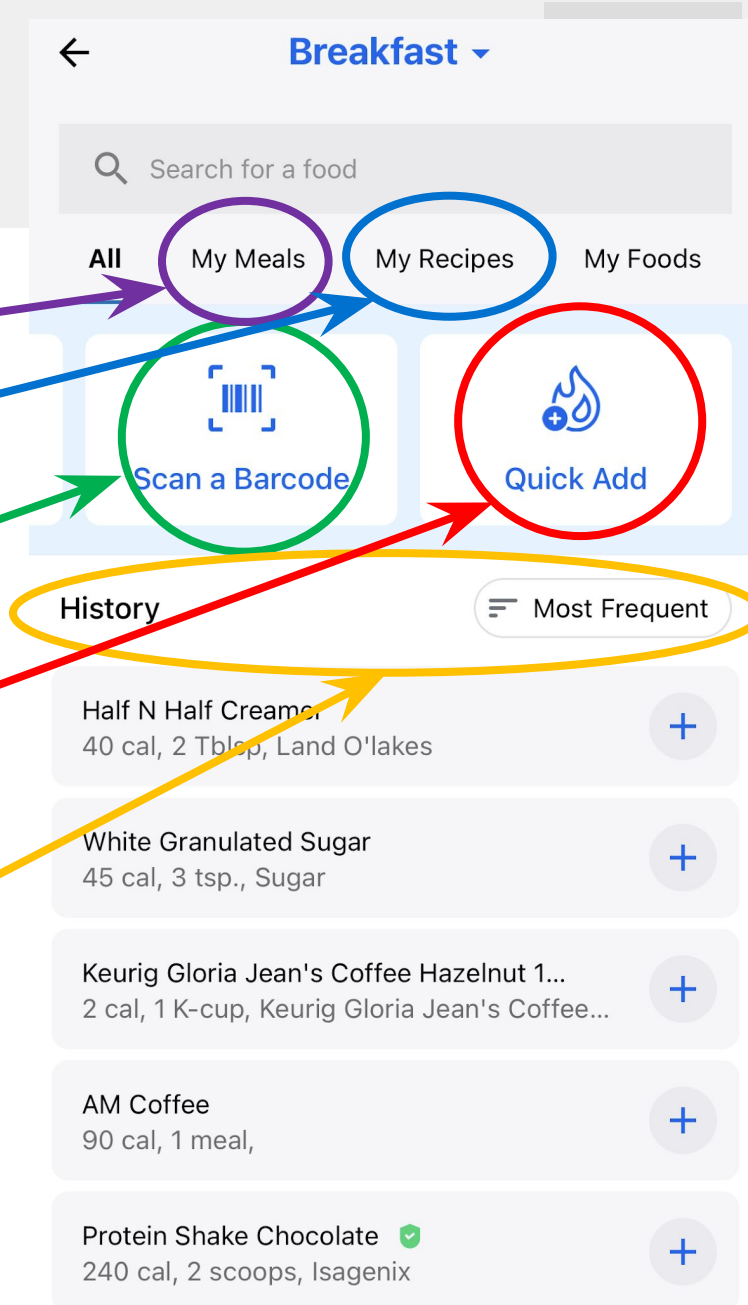 Breakfast
Search for a food
All My Meals My Recipes My Foods
Scan a Barcode Quick Add
History Most Frequent
Half N Half Creamer
40 cal, 2 Tblsp, Land O'lakes
White Granulated Sugar
45 cal, 3 tsp., Sugar
Keurig Gloria Jean's Coffee Hazelnut 1...
2 cal, 1 K-cup, Keurig Gloria Jean's Coffee...
AM Coffee
90 cal, 1 meal,
Protein Shake Chocolate
240 cal, 2 scoops, Isagenix